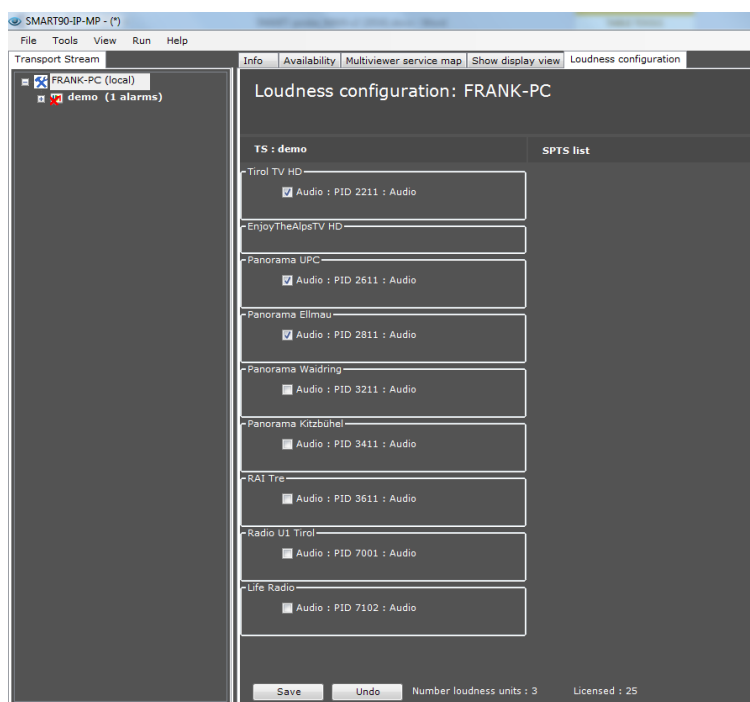 SMART90-IP-MP - (*)
File Tools View Run Help
Transport Stream
Info Availability Multiviewer service map Show display view Loudness configuration
FRANK-PC (local)
demo (1 alarms)
Loudness configuration: FRANK-PC
TS : demo
SPTS list
Tirol TV HD
Audio : PID 2211 : Audio
EnjoyTheAlpsTV HD
Panorama UPC
Audio : PID 2611 : Audio
Panorama Ellmau
Audio : PID 2811 : Audio
Panorama Waidring
Audio : PID 3211 : Audio
Panorama Kitzbühel
Audio : PID 3411 : Audio
RAI Tre
Audio : PID 3611 : Audio
Radio U1 Tirol
Audio : PID 7001 : Audio
Life Radio
Audio : PID 7102 : Audio
Save Undo Number loudness units : 3 Licensed : 25